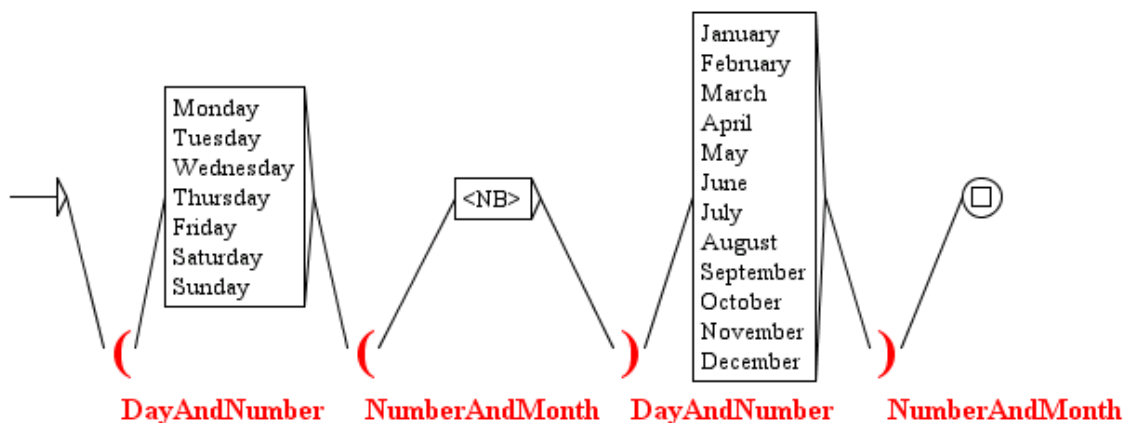 Monday
Tuesday
Wednesday
Thursday
Friday
Saturday
Sunday
<NB>
January
February
March
April
May
June
July
August
September
October
November
December
( ( ) )
DayAndNumber NumberAndMonth DayAndNumber NumberAndMonth